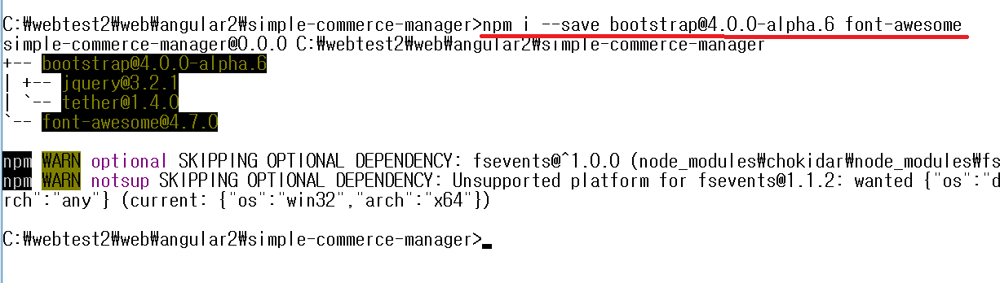 C:₩webtest2₩web₩angular2₩simple-commerce-manager>npm i --save bootstrap@4.0.0-alpha.6 font-awesome
simple-commerce-manager@0.0.0 C:₩webtest2₩web₩angular2₩simple-commerce-manager
+-- bootstrap@4.0.0-alpha.6
| +-- jquery@3.2.1
| `-- tether@1.4.0
`-- font-awesome@4.7.0
npm WARN optional SKIPPING OPTIONAL DEPENDENCY: fsevents@^1.0.0 (node_modules₩chokidar₩node_modules₩fs
npm WARN notsup SKIPPING OPTIONAL DEPENDENCY: Unsupported platform for fsevents@1.1.2: wanted {"os":"d
rch":"any"} (current: {"os":"win32","arch":"x64"})
C:₩webtest2₩web₩angular2₩simple-commerce-manager>_